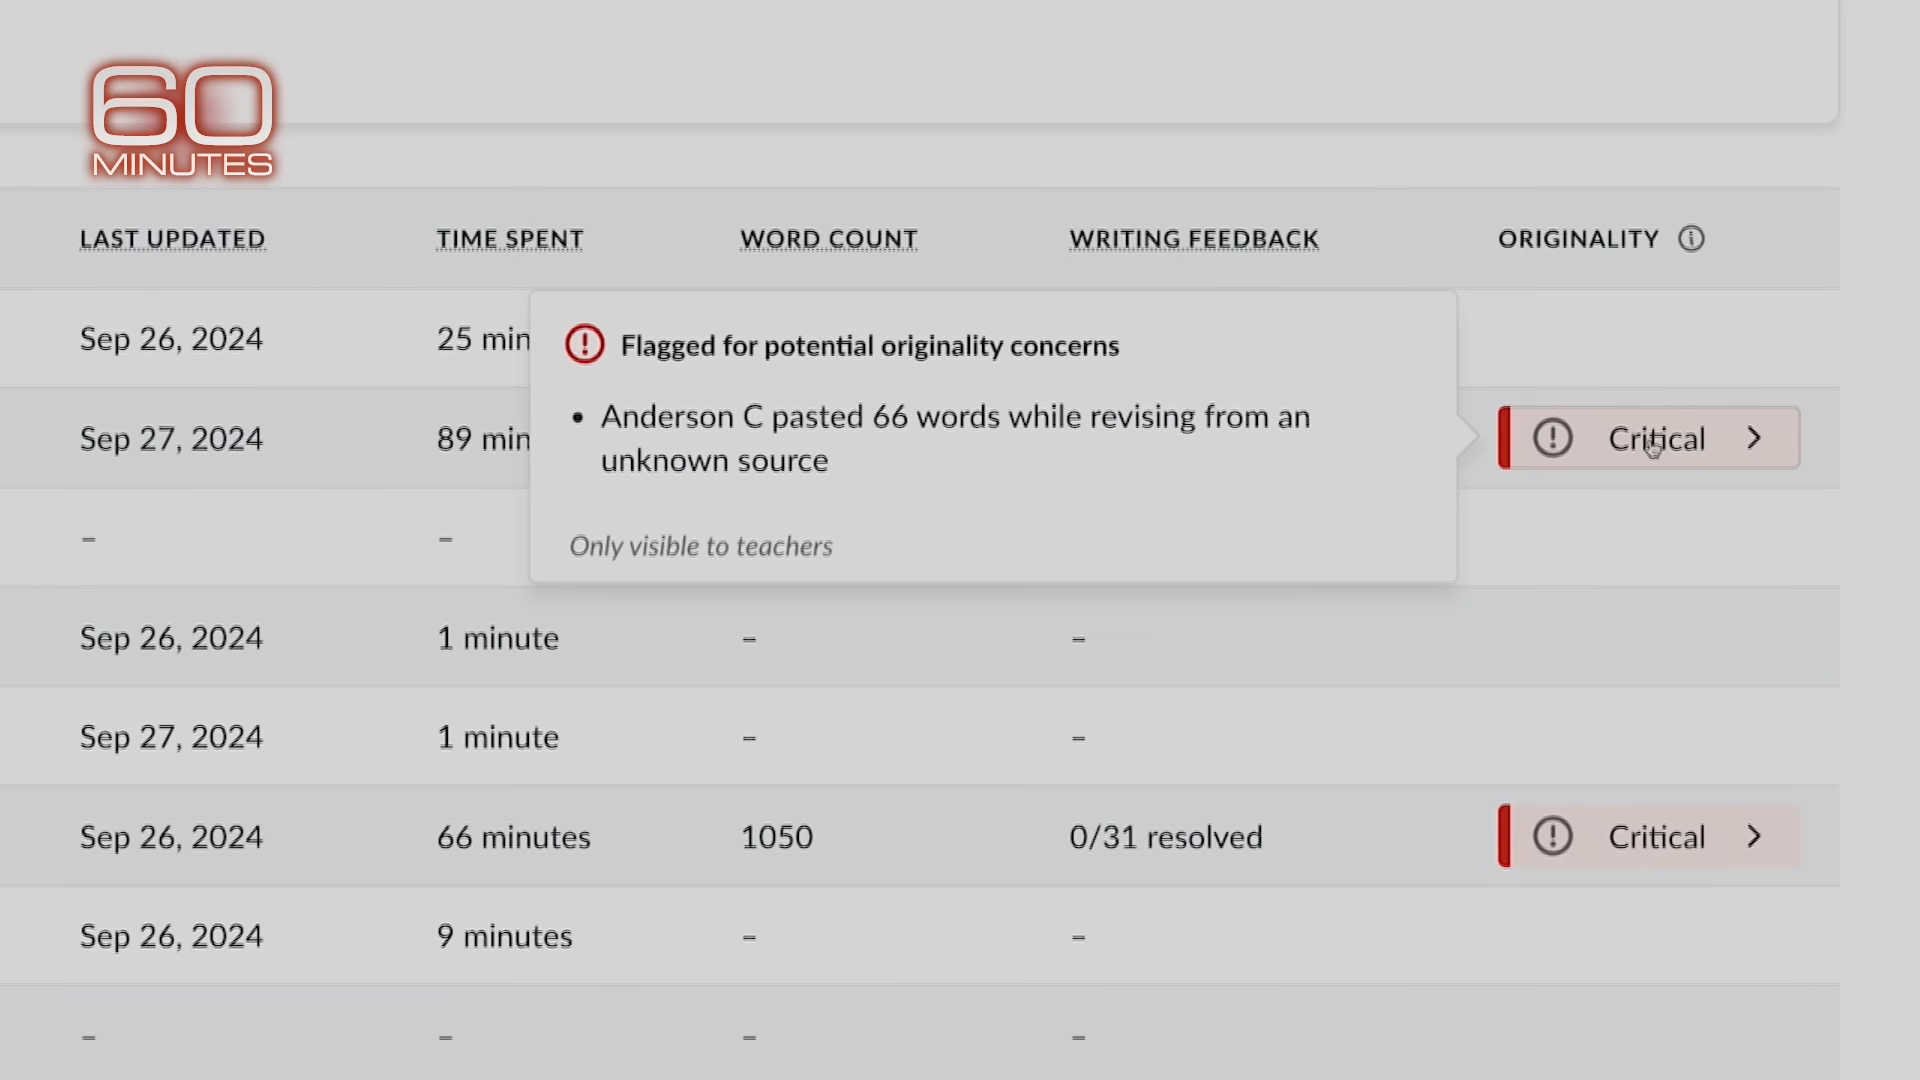 60
MINUTES
LAST UPDATED TIME SPENT WORD COUNT WRITING FEEDBACK ORIGINALITY
Sep 26, 2024 25 min
Flagged for potential originality concerns
Anderson C pasted 66 words while revising from an
unknown source
Only visible to teachers
Sep 27, 2024 89 min Critical
– –
Sep 26, 2024 1 minute – –
Sep 27, 2024 1 minute – –
Sep 26, 2024 66 minutes 1050 0/31 resolved Critical
Sep 26, 2024 9 minutes – –
– – – –